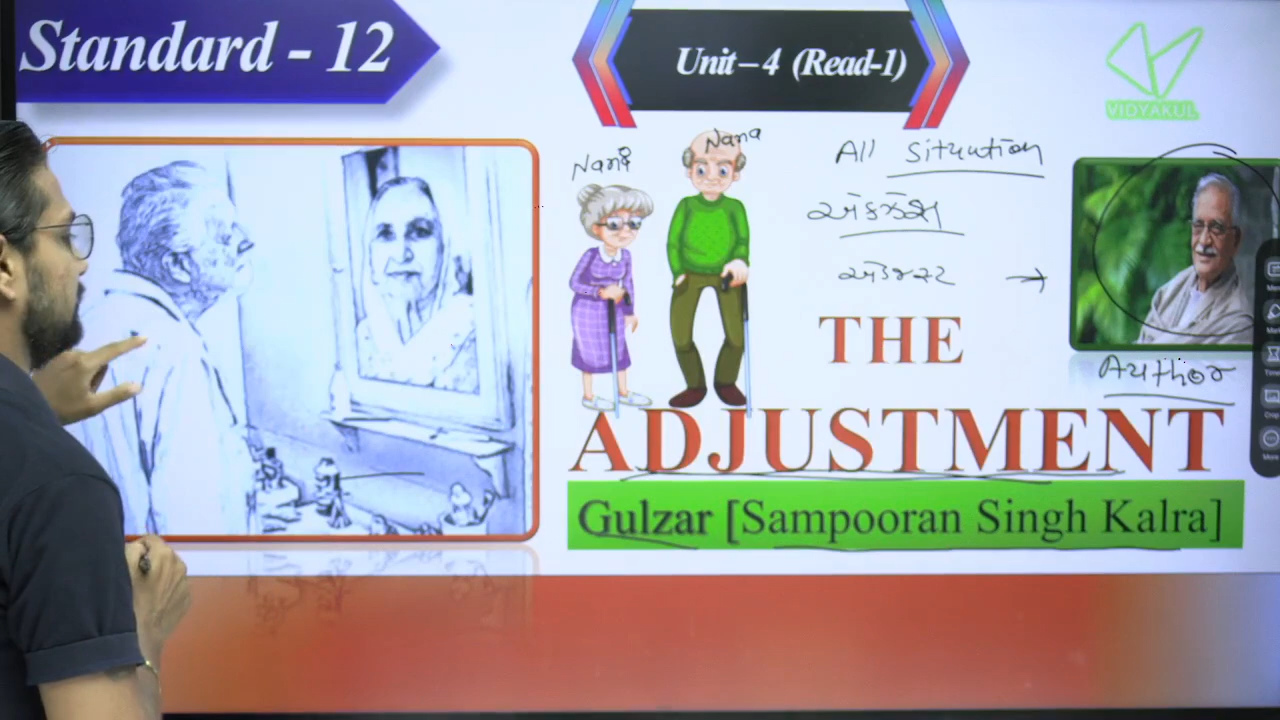 Standard - 12
Unit – 4 (Read-1)
VIDYAKUL
Nani
Nana
All situation
THE
ADJUSTMENT
Author
Gulzar [Sampooran Singh Kalra]